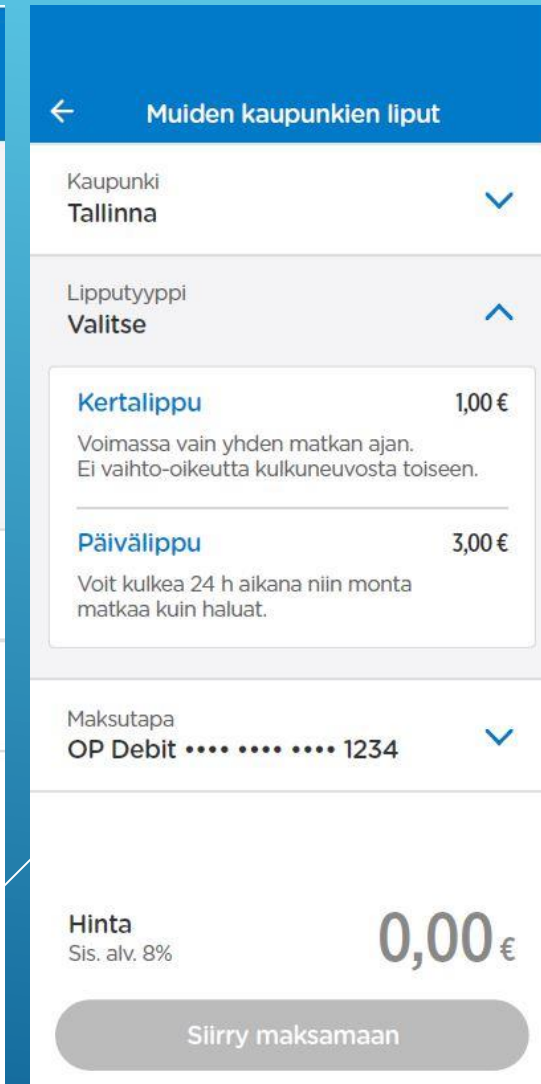 Muiden kaupunkien liput
Kaupunki
Tallinna
Lipputyyppi
Valitse
Kertalippu 1,00 €
Voimassa vain yhden matkan ajan.
Ei vaihto-oikeutta kulkuneuvosta toiseen.
Päivälippu 3,00 €
Voit kulkea 24 h aikana niin monta
matkaa kuin haluat.
Maksutapa
OP Debit •••• •••• •••• 1234
Hinta
Sis. alv. 8%
0,00 €
Siirry maksamaan